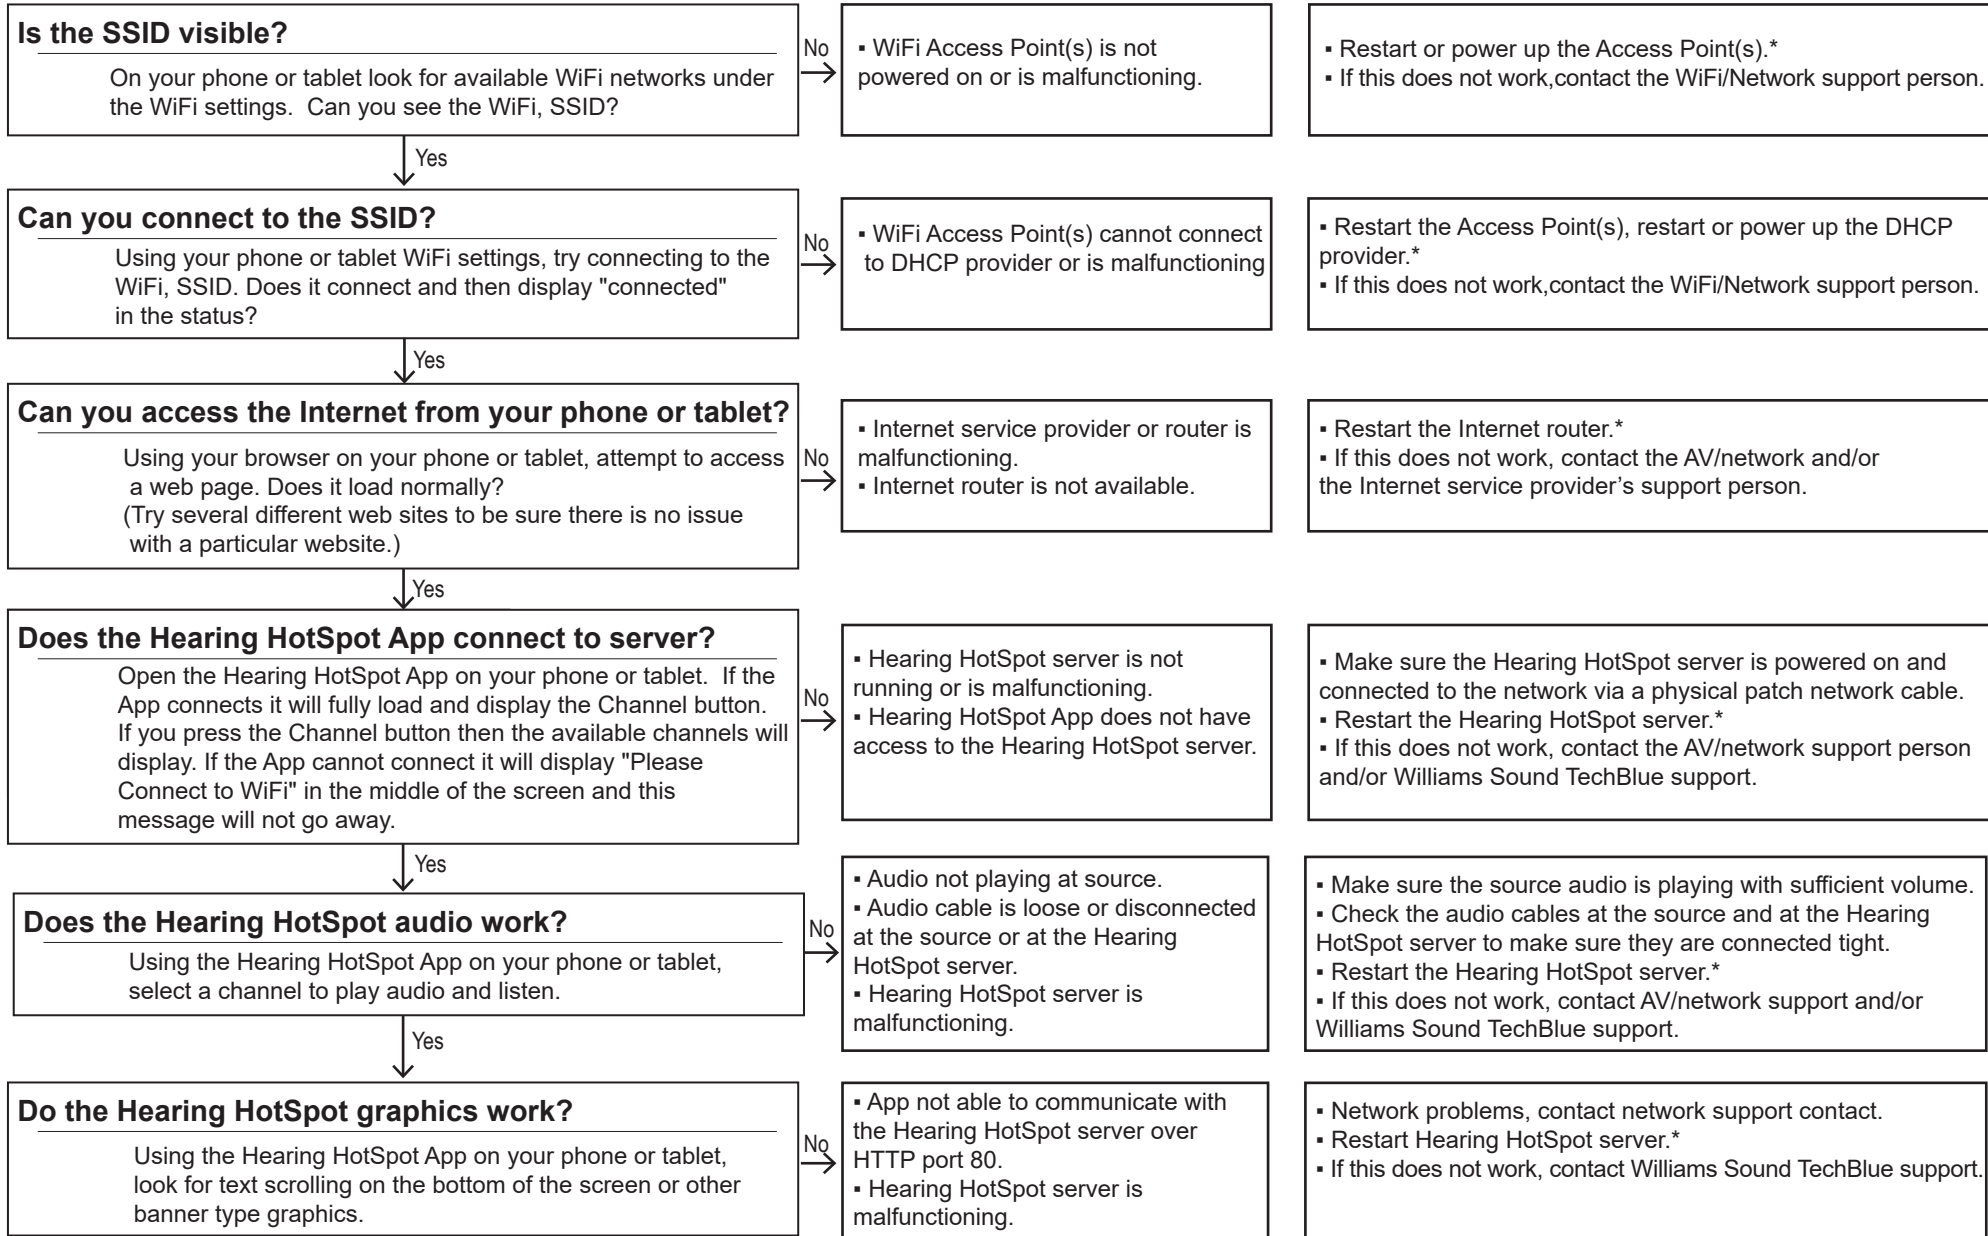 Is the SSID visible?
On your phone or tablet look for available WiFi networks under
the WiFi settings.  Can you see the WiFi, SSID?
No
▪ WiFi Access Point(s) is not
powered on or is malfunctioning.
▪ Restart or power up the Access Point(s).*
▪ If this does not work,contact the WiFi/Network support person.
Yes
Can you connect to the SSID?
Using your phone or tablet WiFi settings, try connecting to the
WiFi, SSID. Does it connect and then display "connected"
in the status?
No
▪ WiFi Access Point(s) cannot connect
to DHCP provider or is malfunctioning
▪ Restart the Access Point(s), restart or power up the DHCP
provider.*
▪ If this does not work,contact the WiFi/Network support person.
Yes
Can you access the Internet from your phone or tablet?
Using your browser on your phone or tablet, attempt to access
a web page. Does it load normally?
(Try several different web sites to be sure there is no issue
with a particular website.)
No
▪ Internet service provider or router is
malfunctioning.
▪ Internet router is not available.
▪ Restart the Internet router.*
▪ If this does not work, contact the AV/network and/or
the Internet service provider’s support person.
Yes
Does the Hearing HotSpot App connect to server?
Open the Hearing HotSpot App on your phone or tablet.  If the
App connects it will fully load and display the Channel button.
If you press the Channel button then the available channels will
display. If the App cannot connect it will display "Please
Connect to WiFi" in the middle of the screen and this
message will not go away.
No
▪ Hearing HotSpot server is not
running or is malfunctioning.
▪ Hearing HotSpot App does not have
access to the Hearing HotSpot server.
▪ Make sure the Hearing HotSpot server is powered on and
connected to the network via a physical patch network cable.
▪ Restart the Hearing HotSpot server.*
▪ If this does not work, contact the AV/network support person
and/or Williams Sound TechBlue support.
Yes
Does the Hearing HotSpot audio work?
Using the Hearing HotSpot App on your phone or tablet,
select a channel to play audio and listen.
No
▪ Audio not playing at source.
▪ Audio cable is loose or disconnected
at the source or at the Hearing
HotSpot server.
▪ Hearing HotSpot server is
malfunctioning.
▪ Make sure the source audio is playing with sufficient volume.
▪ Check the audio cables at the source and at the Hearing
HotSpot server to make sure they are connected tight.
▪ Restart the Hearing HotSpot server.*
▪ If this does not work, contact AV/network support and/or
Williams Sound TechBlue support.
Yes
Do the Hearing HotSpot graphics work?
Using the Hearing HotSpot App on your phone or tablet,
look for text scrolling on the bottom of the screen or other
banner type graphics.
No
▪ App not able to communicate with
the Hearing HotSpot server over
HTTP port 80.
▪ Hearing HotSpot server is
malfunctioning.
▪ Network problems, contact network support contact.
▪ Restart Hearing HotSpot server.*
▪ If this does not work, contact Williams Sound TechBlue support.